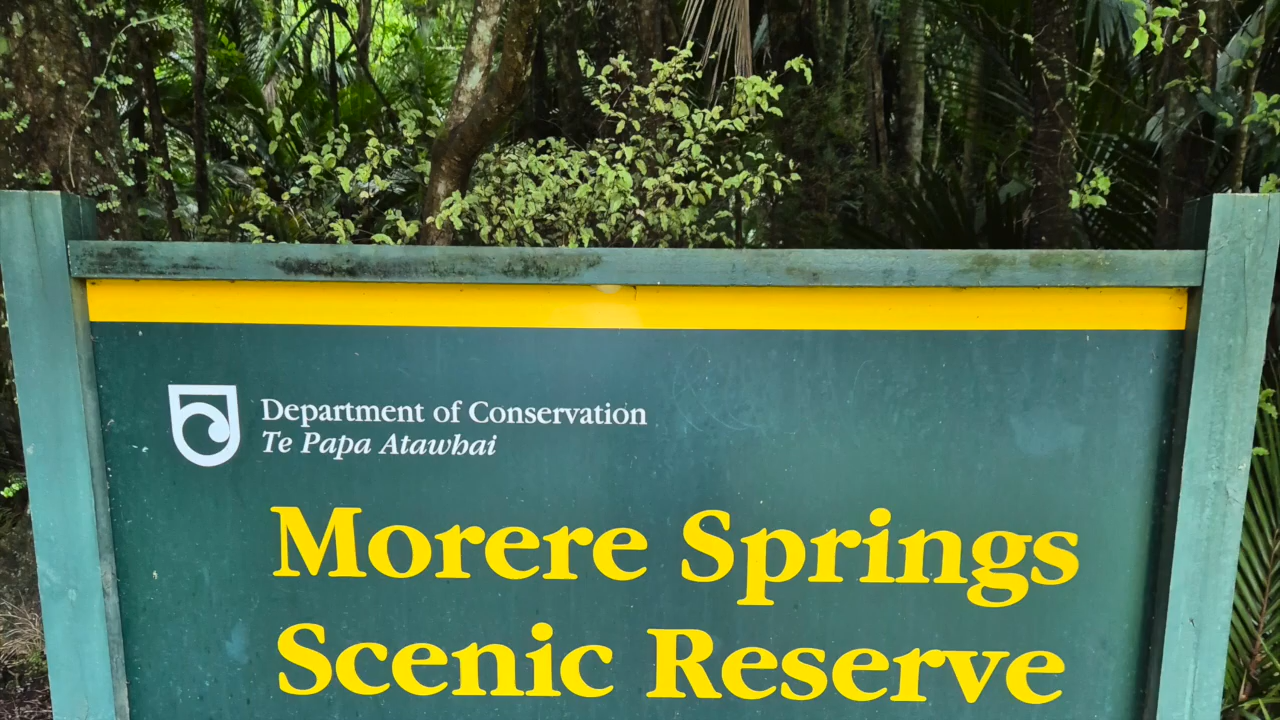 Department of Conservation
Te Papa Atawhai
Morere Springs
Scenic Reserve